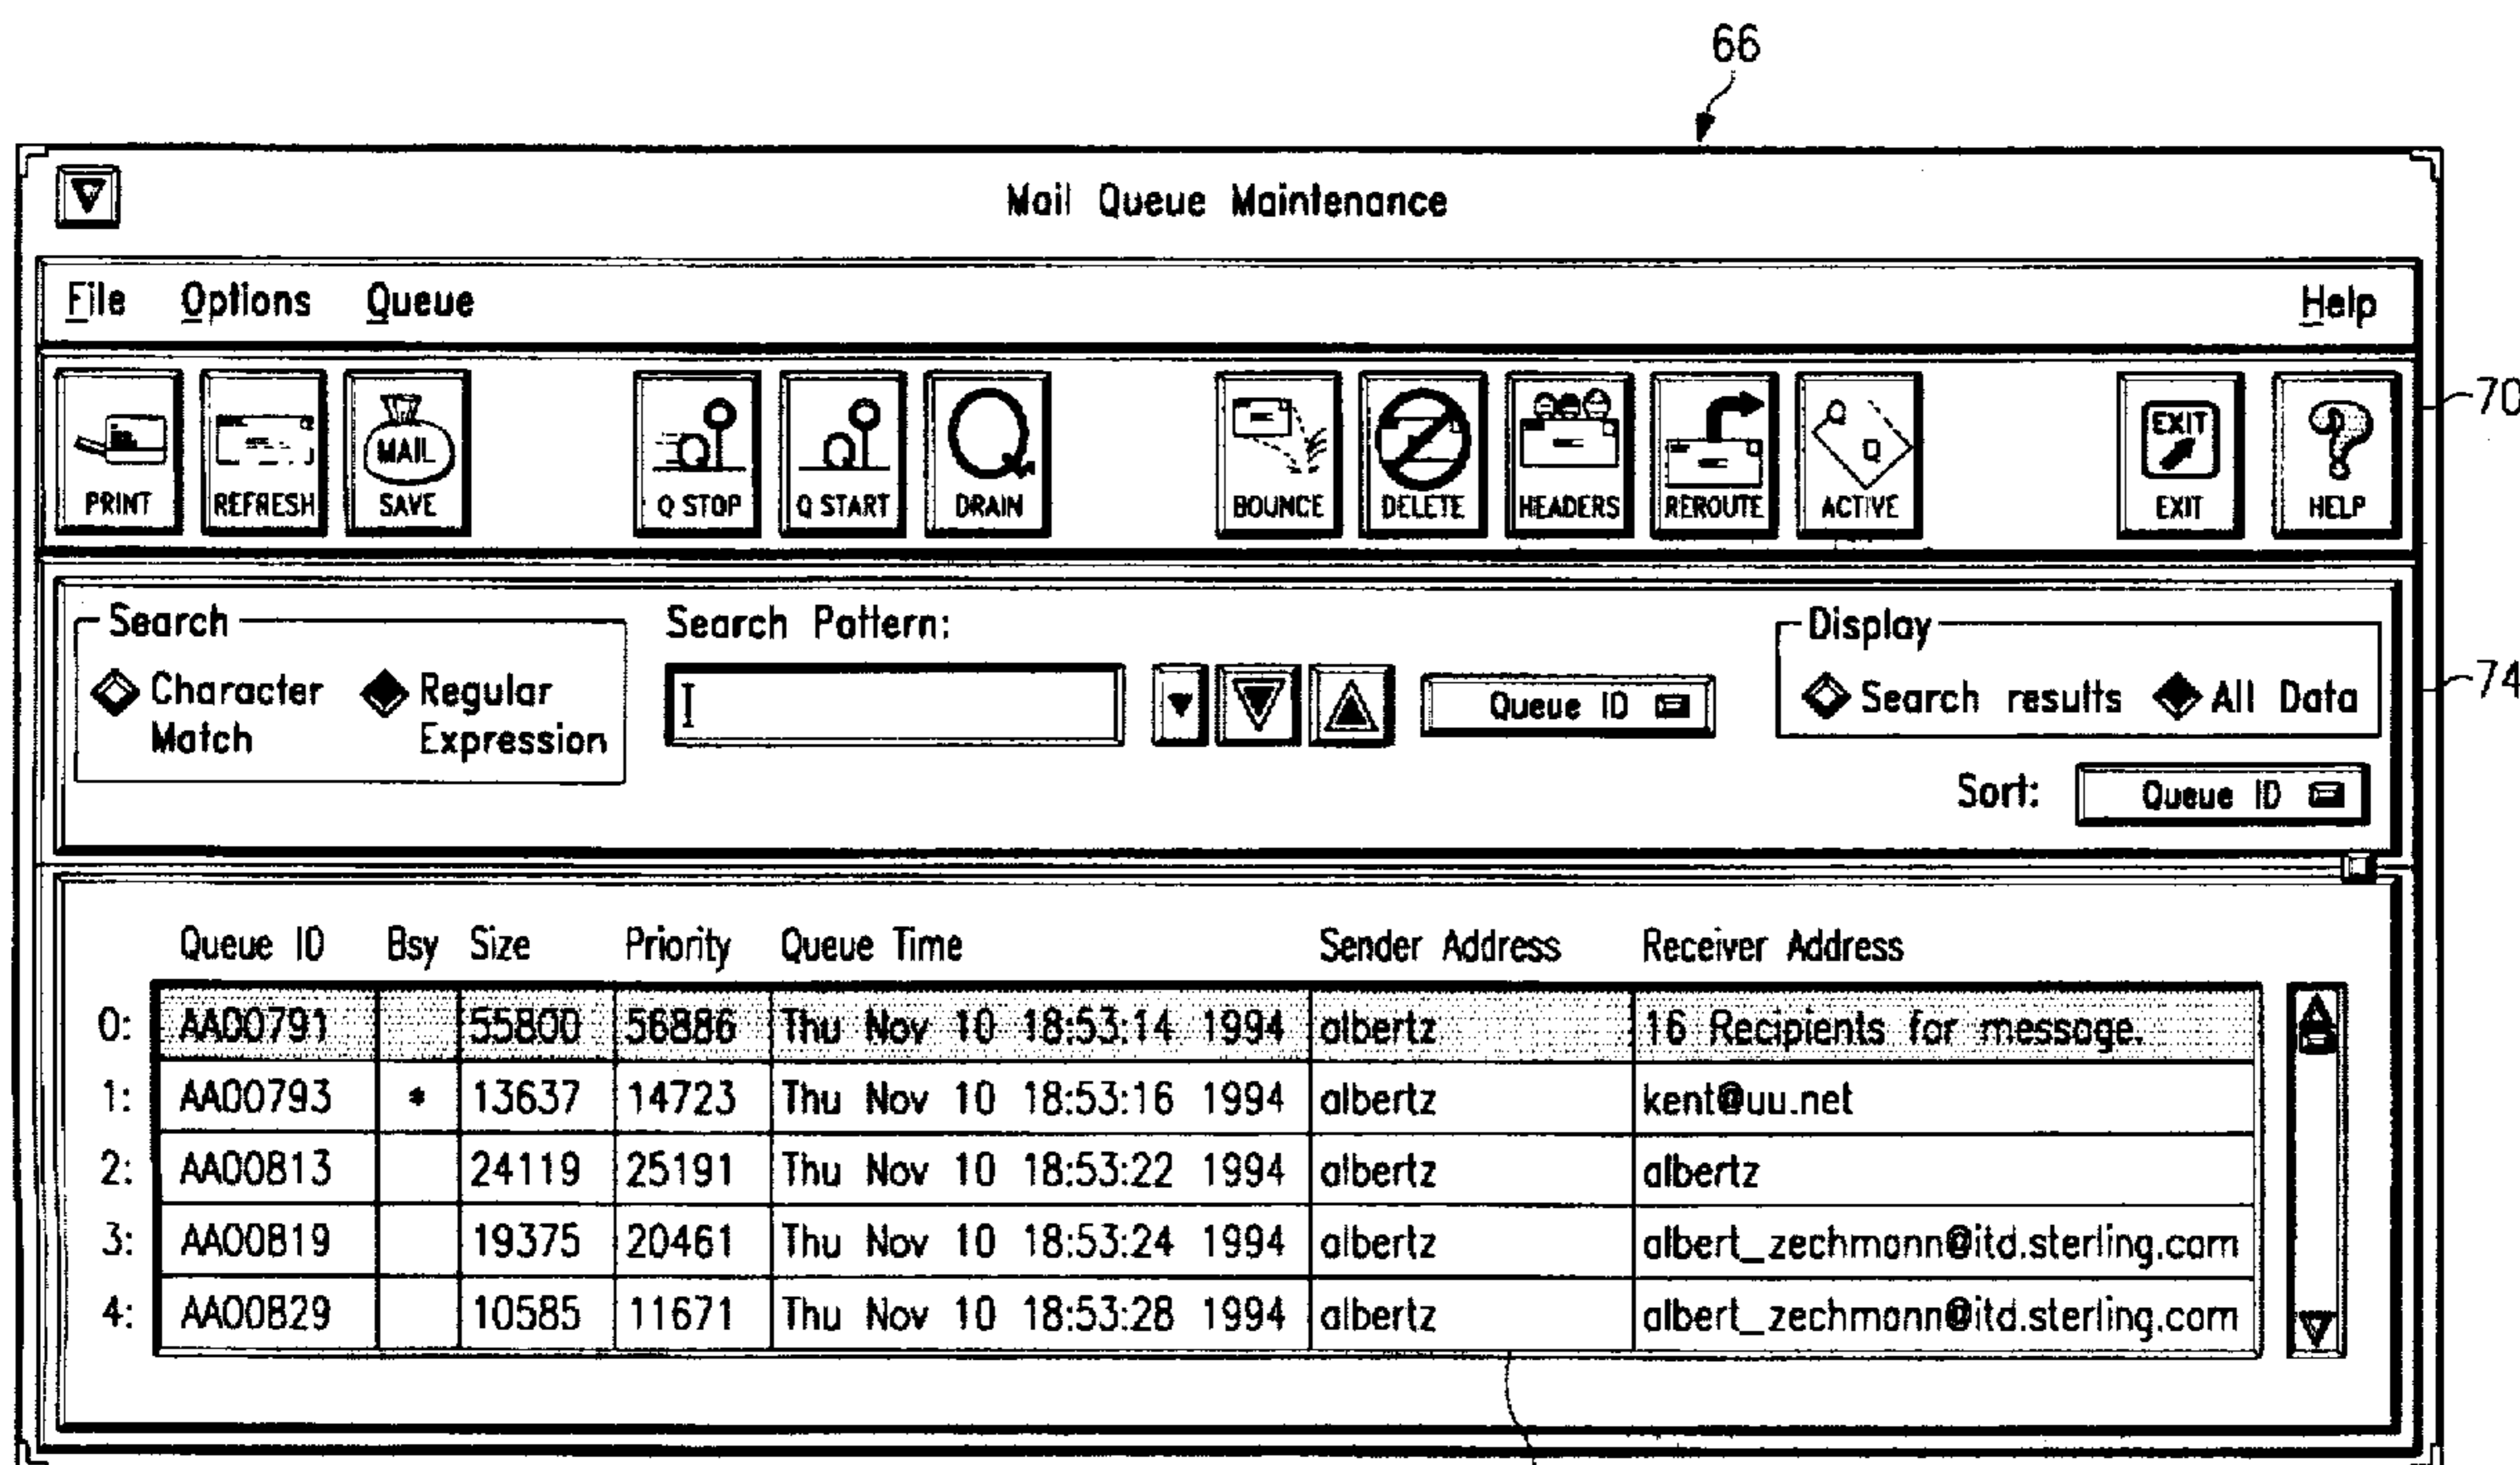 66
Mail Queue Maintenance
File Options Queue Help
70
MAIL EXIT
PRINT REFRESH SAVE Q STOP Q START DRAIN BOUNCE DELETE HEADERS REROUTE ACTIVE EXIT HELP
Search Search Pattern: Display
Character Match Regular Expression Queue ID Search results All Data
74
Sort: Queue ID
Queue ID Bsy Size Priority Queue Time Sender Address Receiver Address
0: AA00791 55800 56886 Thu Nov 10 18:53:14 1994 albertz 16 Recipients for message.
1: AA00793 * 13637 14723 Thu Nov 10 18:53:16 1994 albertz kent@uu.net
2: AA00813 24119 25191 Thu Nov 10 18:53:22 1994 albertz albertz
3: AA00819 19375 20461 Thu Nov 10 18:53:24 1994 albertz albert_zechmann@itd.sterling.com
4: AA00829 10585 11671 Thu Nov 10 18:53:28 1994 albertz albert_zechmann@itd.sterling.com